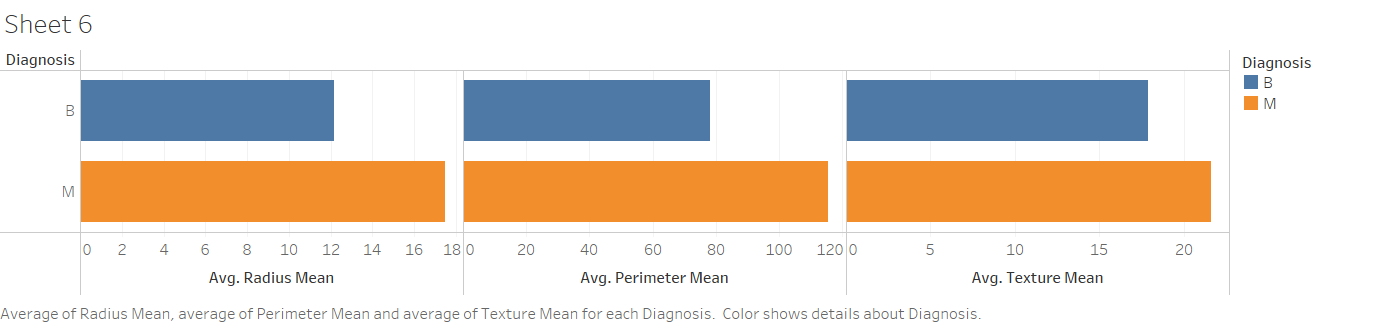 Sheet 6
Diagnosis
B
M
0 2 4 6 8 10 12 14 16 18
Avg. Radius Mean
0 20 40 60 80 100 120
Avg. Perimeter Mean
0 5 10 15 20
Avg. Texture Mean
Diagnosis
B
M
Average of Radius Mean, average of Perimeter Mean and average of Texture Mean for each Diagnosis.  Color shows details about Diagnosis.